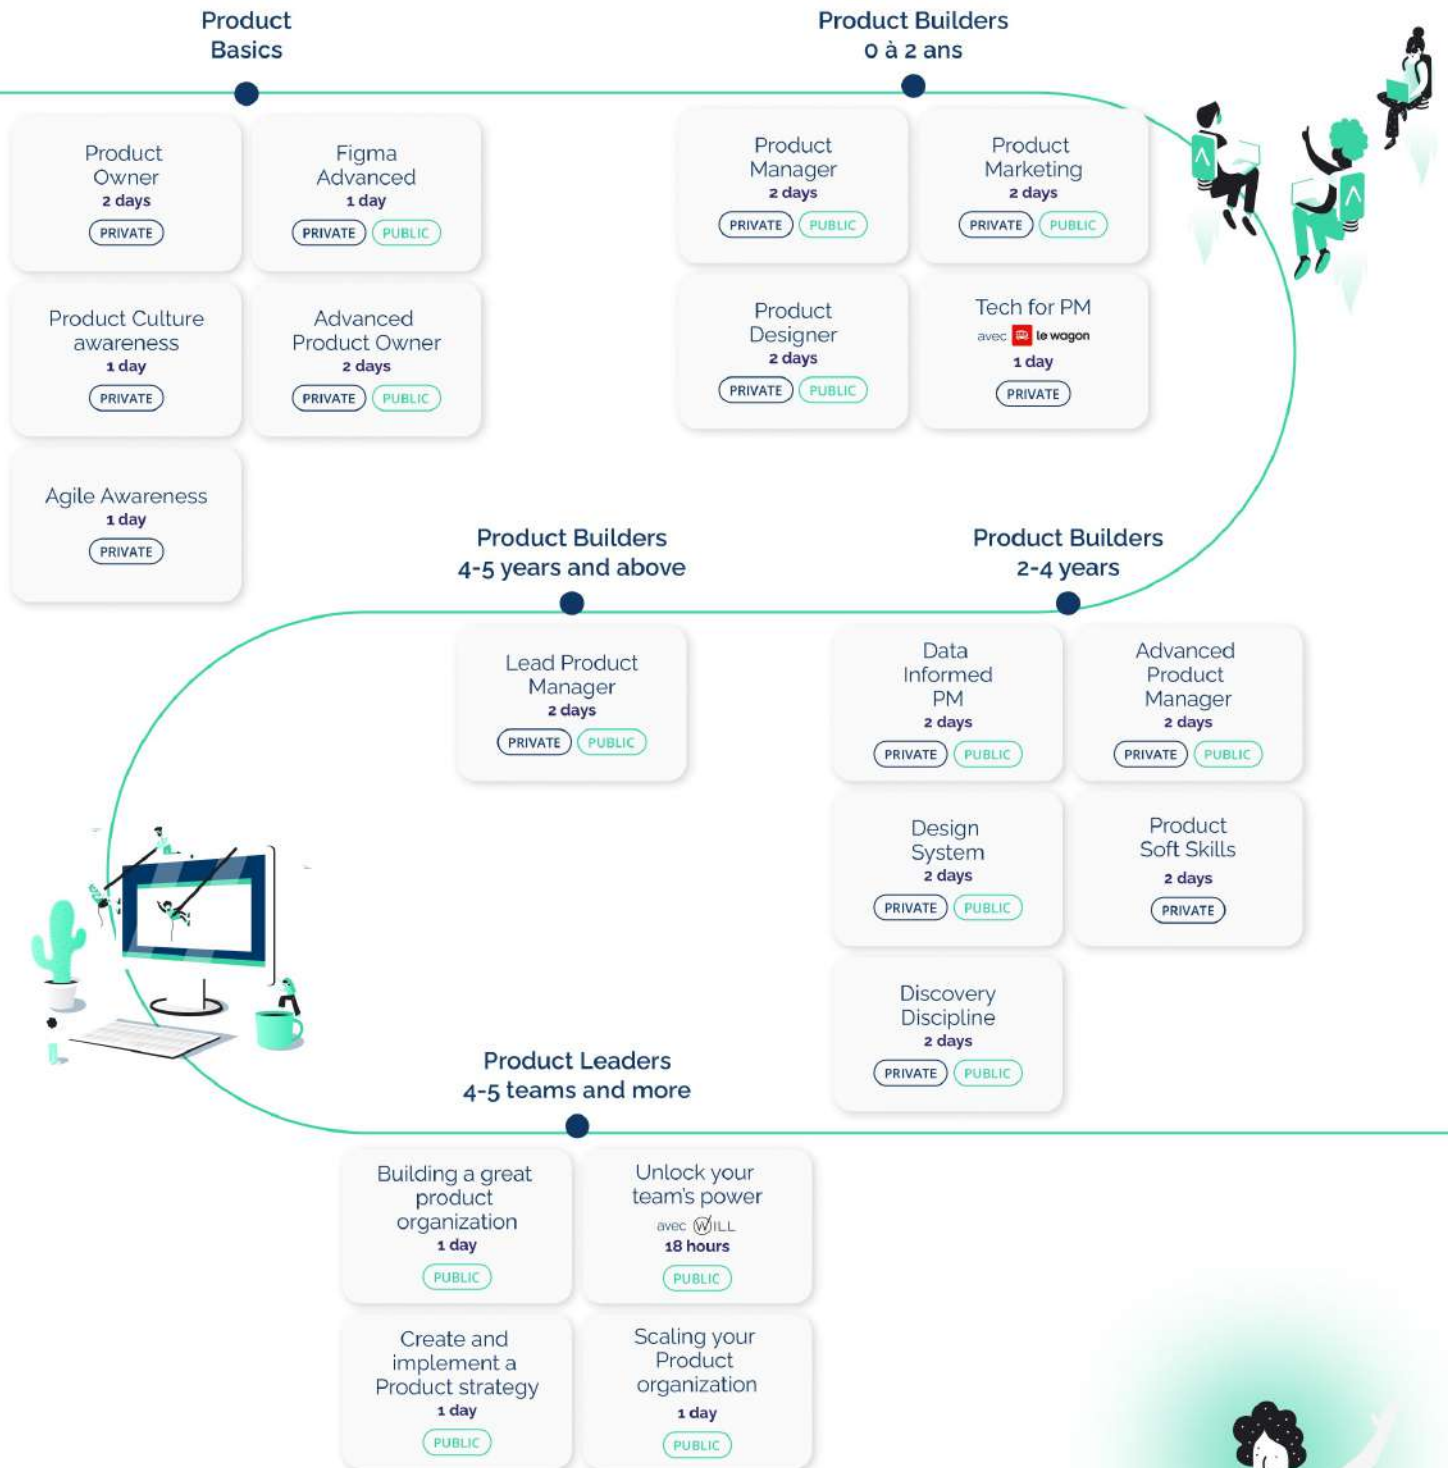 Product
Basics
Product
Owner
2 days
PRIVATE
Figma
Advanced
1 day
PRIVATE PUBLIC
Product Culture
awareness
1 day
PRIVATE
Advanced
Product Owner
2 days
PRIVATE PUBLIC
Agile Awareness
1 day
PRIVATE
Product Builders
0 à 2 ans
Product
Manager
2 days
PRIVATE PUBLIC
Product
Marketing
2 days
PRIVATE PUBLIC
Product
Designer
2 days
PRIVATE PUBLIC
Tech for PM
avec le wagon
1 day
PRIVATE
Product Builders
2-4 years
Data
Informed
PM
2 days
PRIVATE PUBLIC
Advanced
Product
Manager
2 days
PRIVATE PUBLIC
Design
System
2 days
PRIVATE PUBLIC
Product
Soft Skills
2 days
PRIVATE
Discovery
Discipline
2 days
PRIVATE PUBLIC
Product Builders
4-5 years and above
Lead Product
Manager
2 days
PRIVATE PUBLIC
Product Leaders
4-5 teams and more
Building a great
product
organization
1 day
PUBLIC
Unlock your
team's power
avec WILL
18 hours
PUBLIC
Create and
implement a
Product strategy
1 day
PUBLIC
Scaling your
Product
organization
1 day
PUBLIC